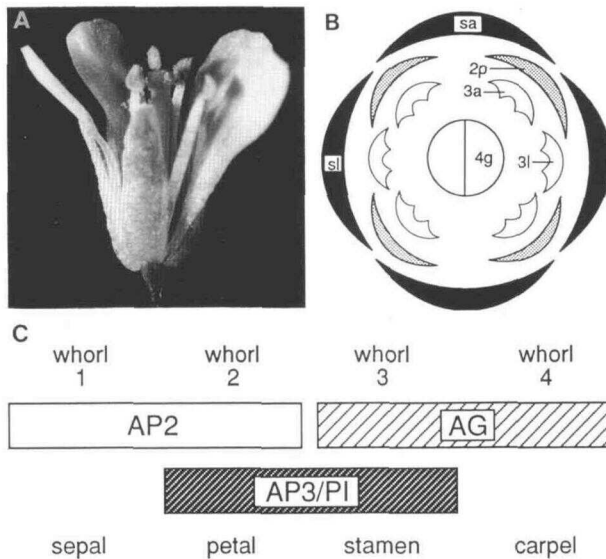 A
B
sa
2p
3a
sl
4g
3l
C
whorl whorl whorl whorl
1 2 3 4
AP2 AG
AP3/PI
sepal petal stamen carpel